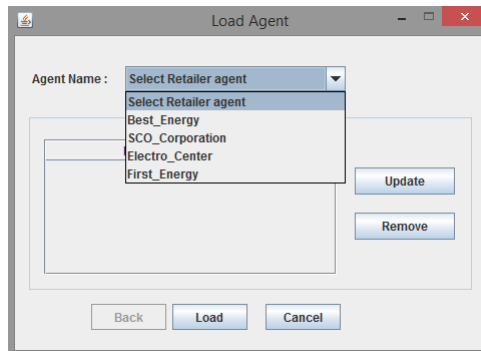 Load Agent
Agent Name :
Select Retailer agent
Select Retailer agent
Best_Energy
SCO_Corporation
Electro_Center
First_Energy
Update
Remove
Back
Load
Cancel